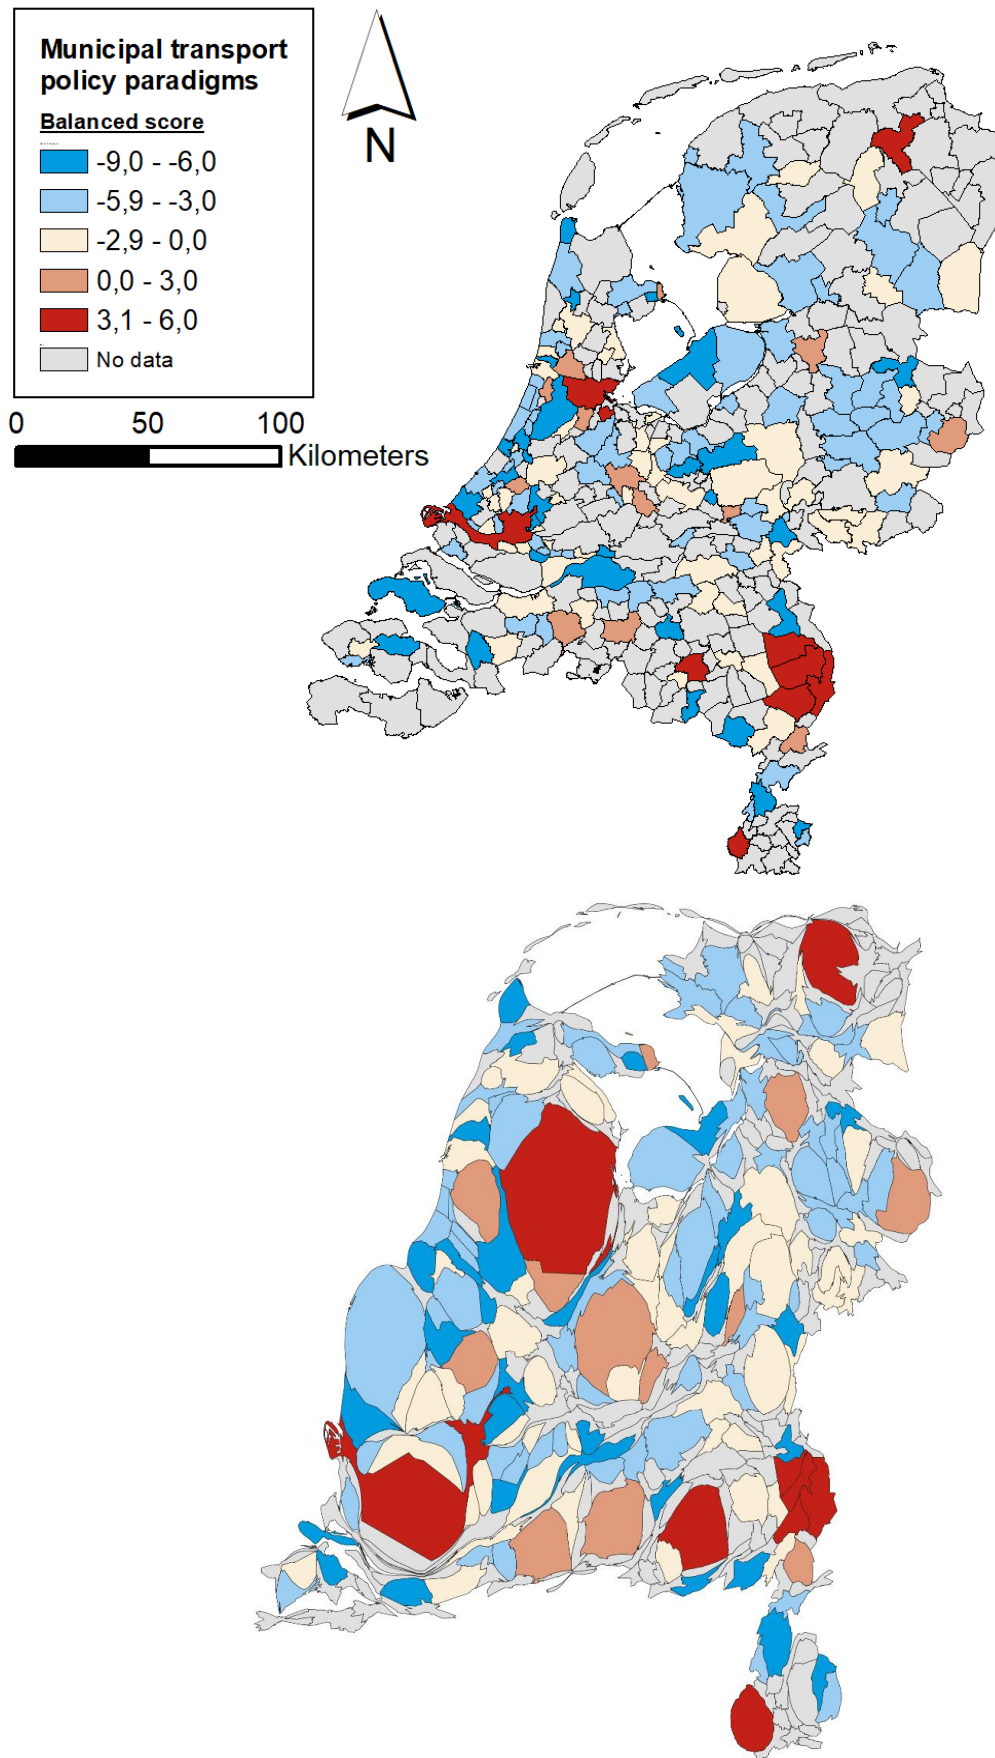 Municipal transport
policy paradigms
Balanced score
-9,0 - -6,0
-5,9 - -3,0
-2,9 - 0,0
0,0 - 3,0
3,1 - 6,0
No data
N
0 50 100
Kilometers